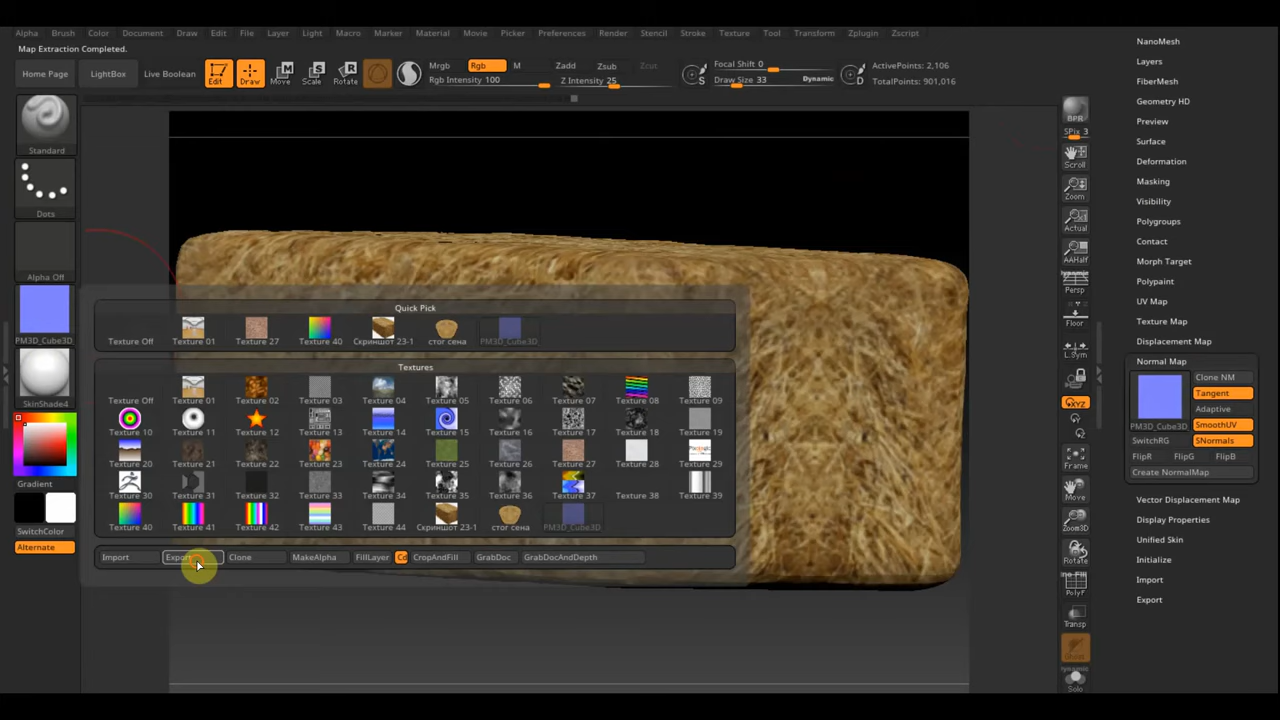 Alpha Brush Color Document Draw Edit File Layer Light Macro Marker Material Movie Picker Preferences Render Stencil Stroke Texture Tool Transform Zplugin Zscript
Map Extraction Completed.
Home Page LightBox Live Boolean Edit Draw Move Scale Rotate
Mrgb Rgb M Zadd Zsub Zcut
Rgb Intensity 100 Z Intensity 25
Focal Shift 0
Draw Size 33 Dynamic
ActivePoints: 2,106
TotalPoints: 901,016
Standard
Dots
Alpha Off
PM3D_Cube3D
SkinShade4
Gradient
SwitchColor
Alternate
Quick Pick
Texture Off Texture 01 Texture 27 Texture 40 Скриншот 23-1 стог сена PM3D_Cube3D
Textures
Texture Off Texture 01 Texture 02 Texture 03 Texture 04 Texture 05 Texture 06 Texture 07 Texture 08 Texture 09
Texture 10 Texture 11 Texture 12 Texture 13 Texture 14 Texture 15 Texture 16 Texture 17 Texture 18 Texture 19
Texture 20 Texture 21 Texture 22 Texture 23 Texture 24 Texture 25 Texture 26 Texture 27 Texture 28 Texture 29
Texture 30 Texture 31 Texture 32 Texture 33 Texture 34 Texture 35 Texture 36 Texture 37 Texture 38 Texture 39
Texture 40 Texture 41 Texture 42 Texture 43 Texture 44 Скриншот 23-1 стог сена PM3D_Cube3D
Import Export Clone MakeAlpha FillLayer Cd CropAndFill GrabDoc GrabDocAndDepth
BPR
SPix 3
Scroll
Zoom
Actual
AAHalf
Dynamic
Persp
Floor
L.Sym
XYZ
Frame
Move
Zoom3D
Rotate
PolyF
Transp
Dynamic
Solo
NanoMesh
Layers
FiberMesh
Geometry HD
Preview
Surface
Deformation
Masking
Visibility
Polygroups
Contact
Morph Target
Polypaint
UV Map
Texture Map
Displacement Map
Normal Map
Clone NM
Tangent
Adaptive
PM3D_Cube3D SmoothUV
SwitchRG SNormals
FlipR FlipG FlipB
Create NormalMap
Vector Displacement Map
Display Properties
Unified Skin
Initialize
Import
Export